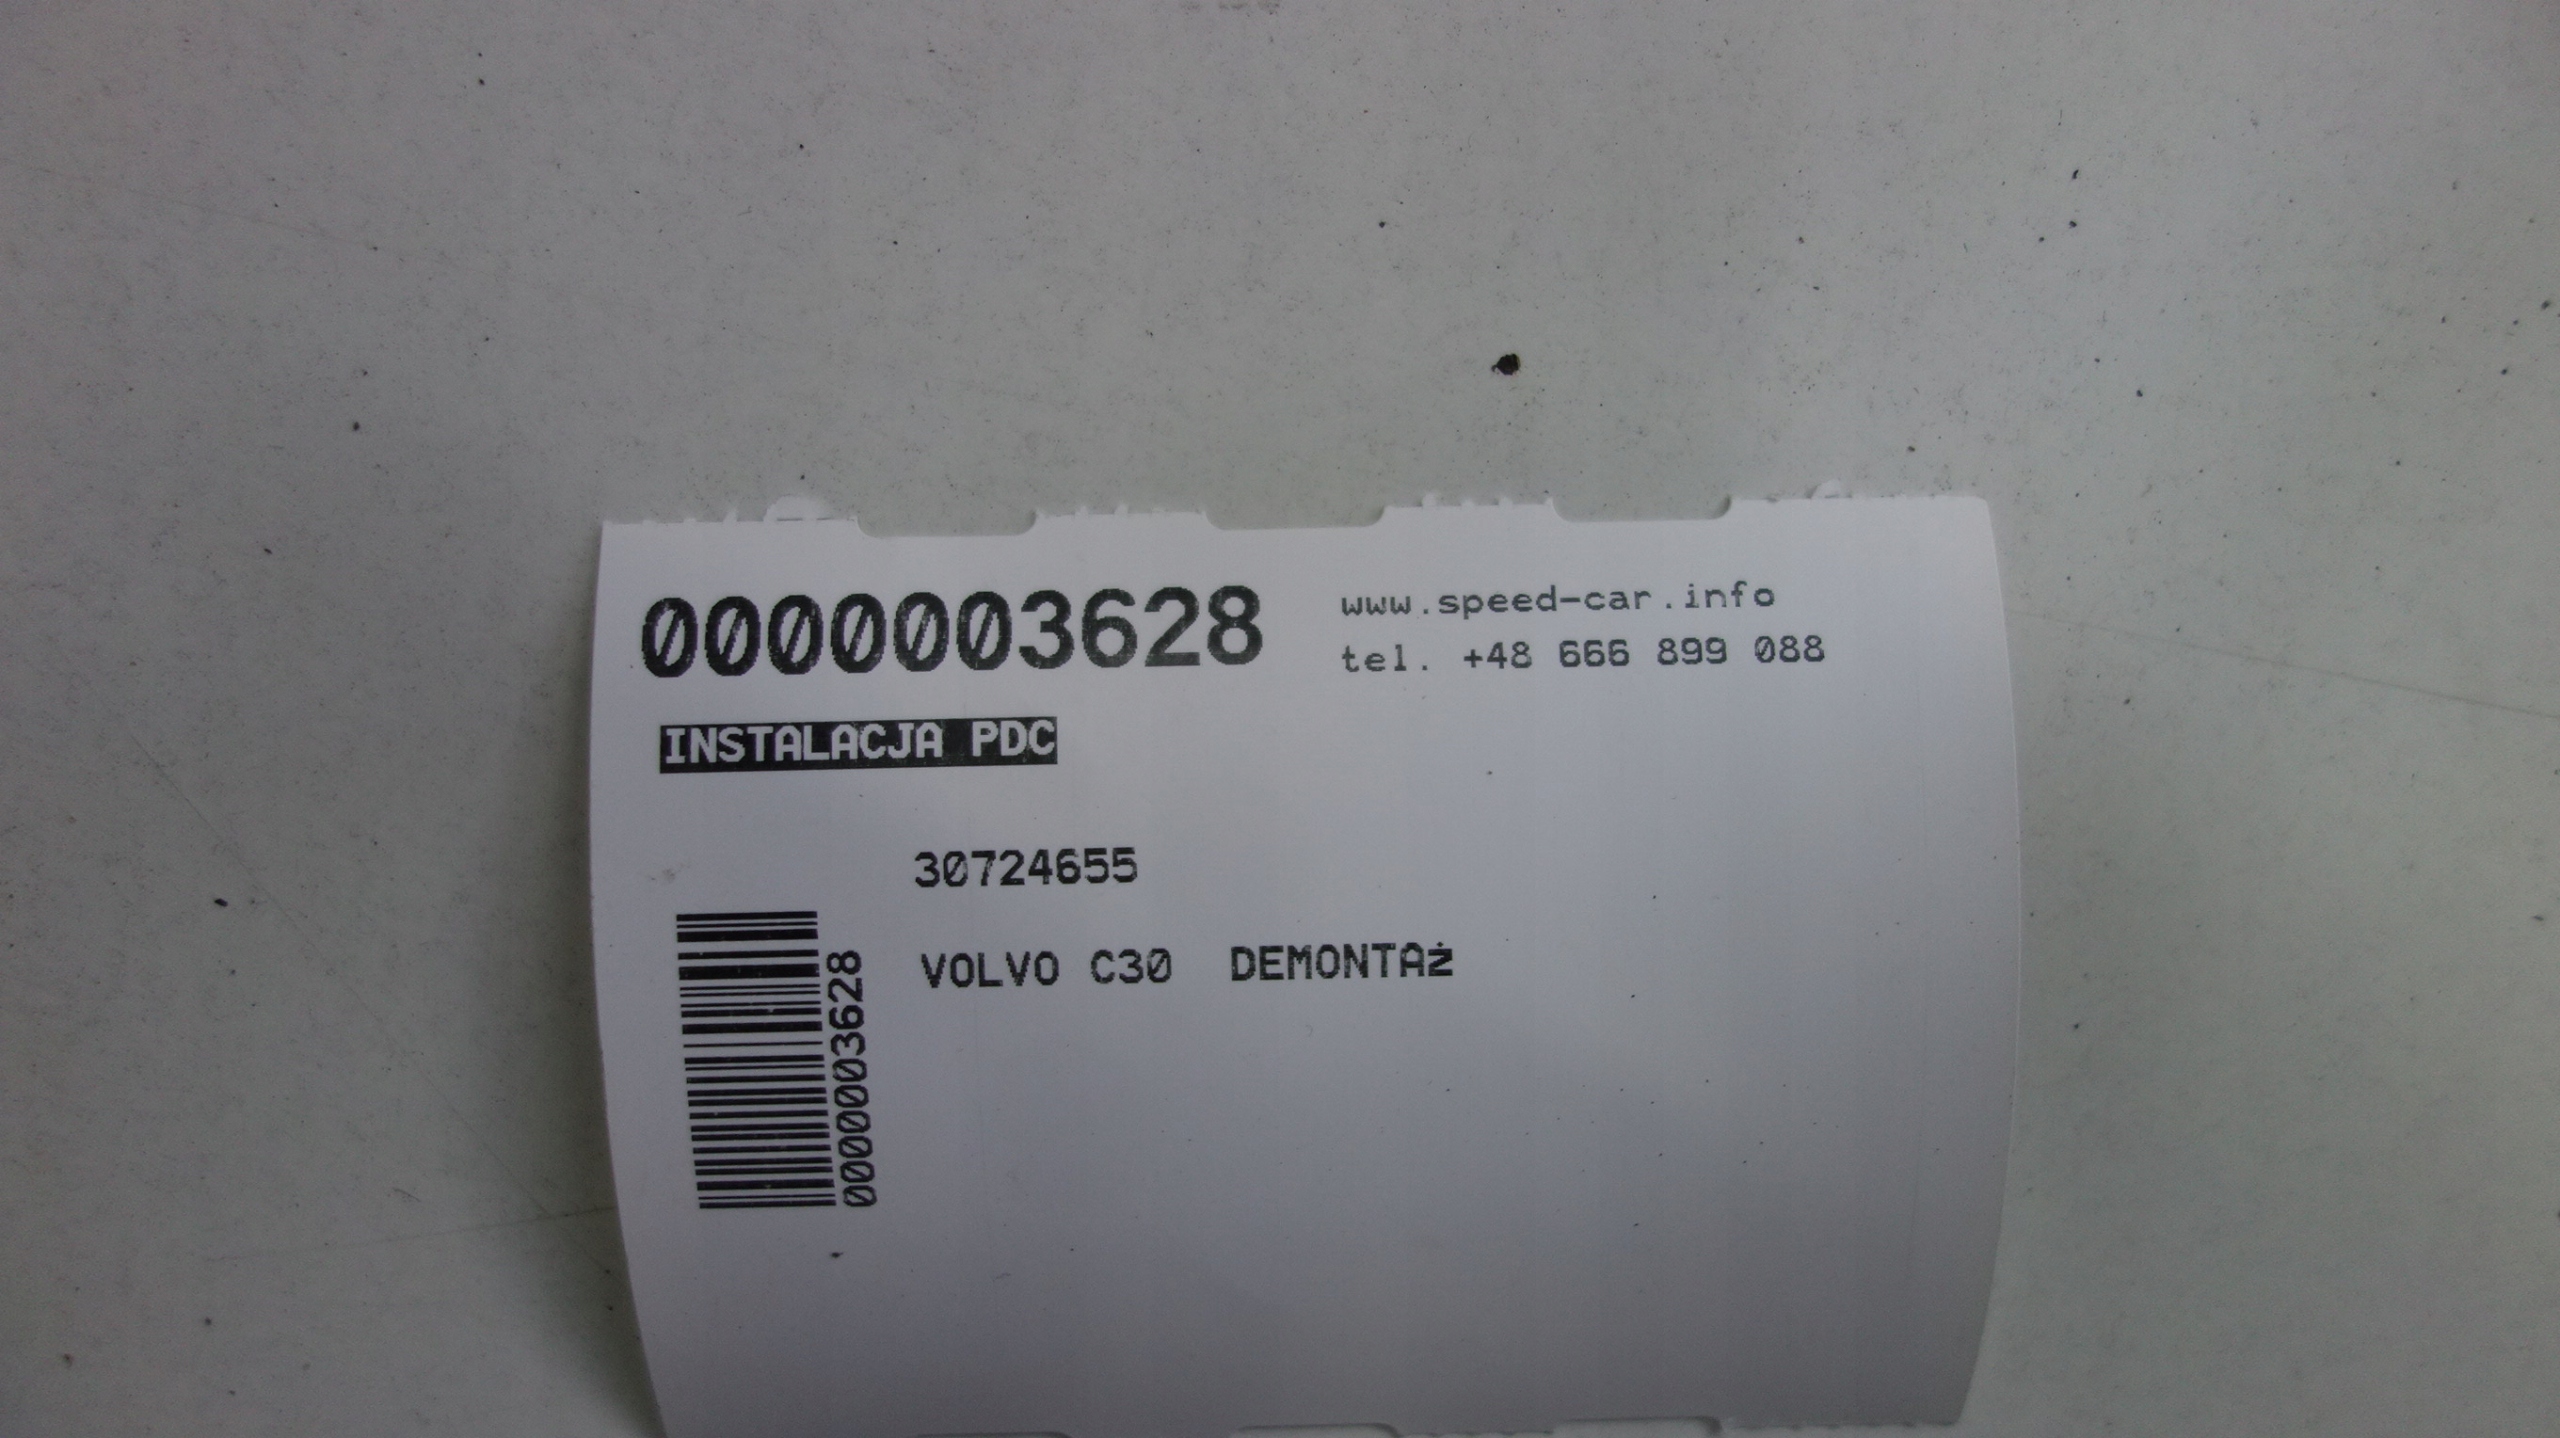 0000003628
www.speed-car.info
tel. +48 666 899 088
INSTALACJA PDC
30724655
VOLVO C30 DEMONTAż
0000003628